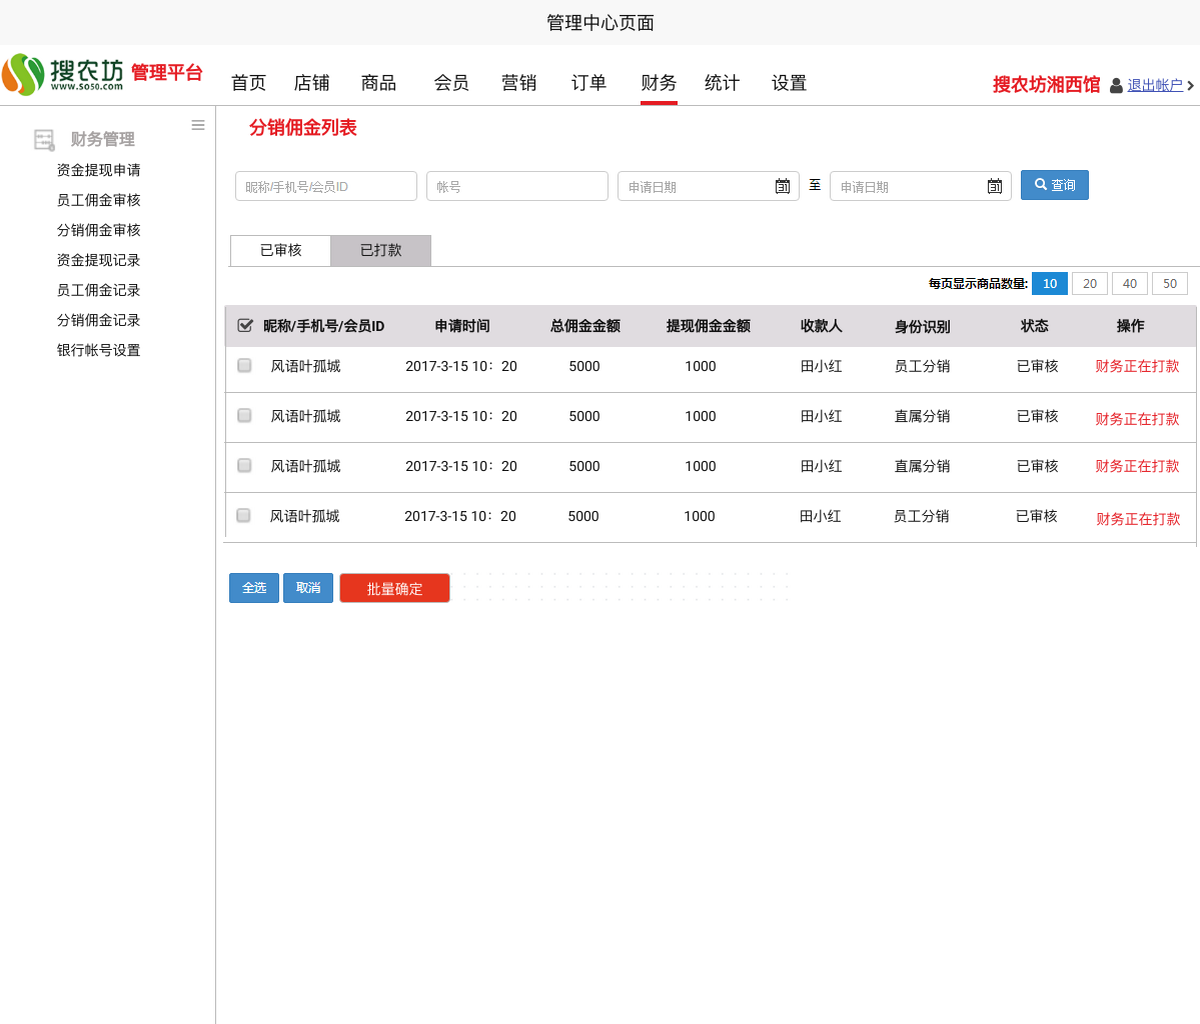 管理中心页面
搜农坊 管理平台
www.so50.com
首页 店铺 商品 会员 营销 订单 财务 统计 设置
搜农坊湘西馆 退出帐户
财务管理
资金提现申请
员工佣金审核
分销佣金审核
资金提现记录
员工佣金记录
分销佣金记录
银行帐号设置
分销佣金列表
昵称/手机号/会员ID 帐号 申请日期 31 至 申请日期 31 查询
已审核 已打款
每页显示商品数量: 10 20 40 50
昵称/手机号/会员ID 申请时间 总佣金金额 提现佣金金额 收款人 身份识别 状态 操作
风语叶孤城 2017-3-15 10：20 5000 1000 田小红 员工分销 已审核 财务正在打款
风语叶孤城 2017-3-15 10：20 5000 1000 田小红 直属分销 已审核 财务正在打款
风语叶孤城 2017-3-15 10：20 5000 1000 田小红 直属分销 已审核 财务正在打款
风语叶孤城 2017-3-15 10：20 5000 1000 田小红 员工分销 已审核 财务正在打款
全选 取消 批量确定